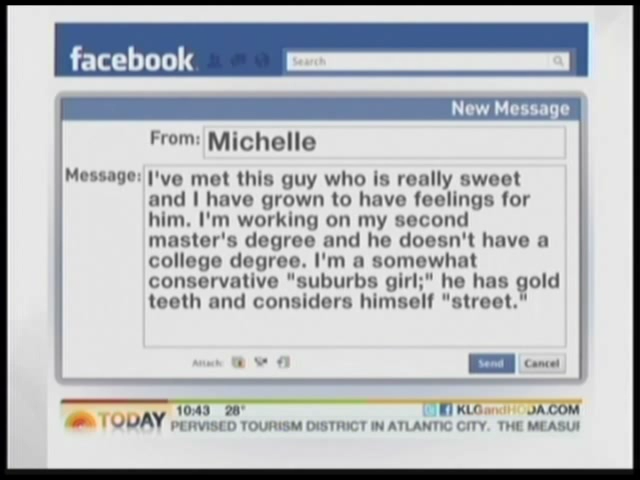 facebook
Search
New Message
From: Michelle
Message: I've met this guy who is really sweet
and I have grown to have feelings for
him. I'm working on my second
master's degree and he doesn't have a
college degree. I'm a somewhat
conservative "suburbs girl;" he has gold
teeth and considers himself "street."
Attach:
Send Cancel
10:43 28° KLGandHODA.COM
TODAY PERVISED TOURISM DISTRICT IN ATLANTIC CITY. THE MEASUI